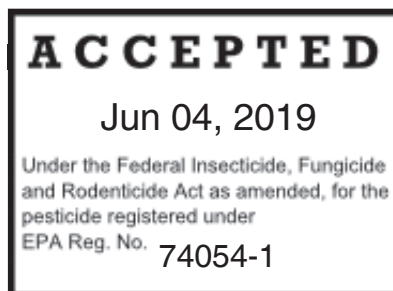 ACCEPTED
Jun 04, 2019
Under the Federal Insecticide, Fungicide
and Rodenticide Act as amended, for the
pesticide registered under
EPA Reg. No. 74054-1